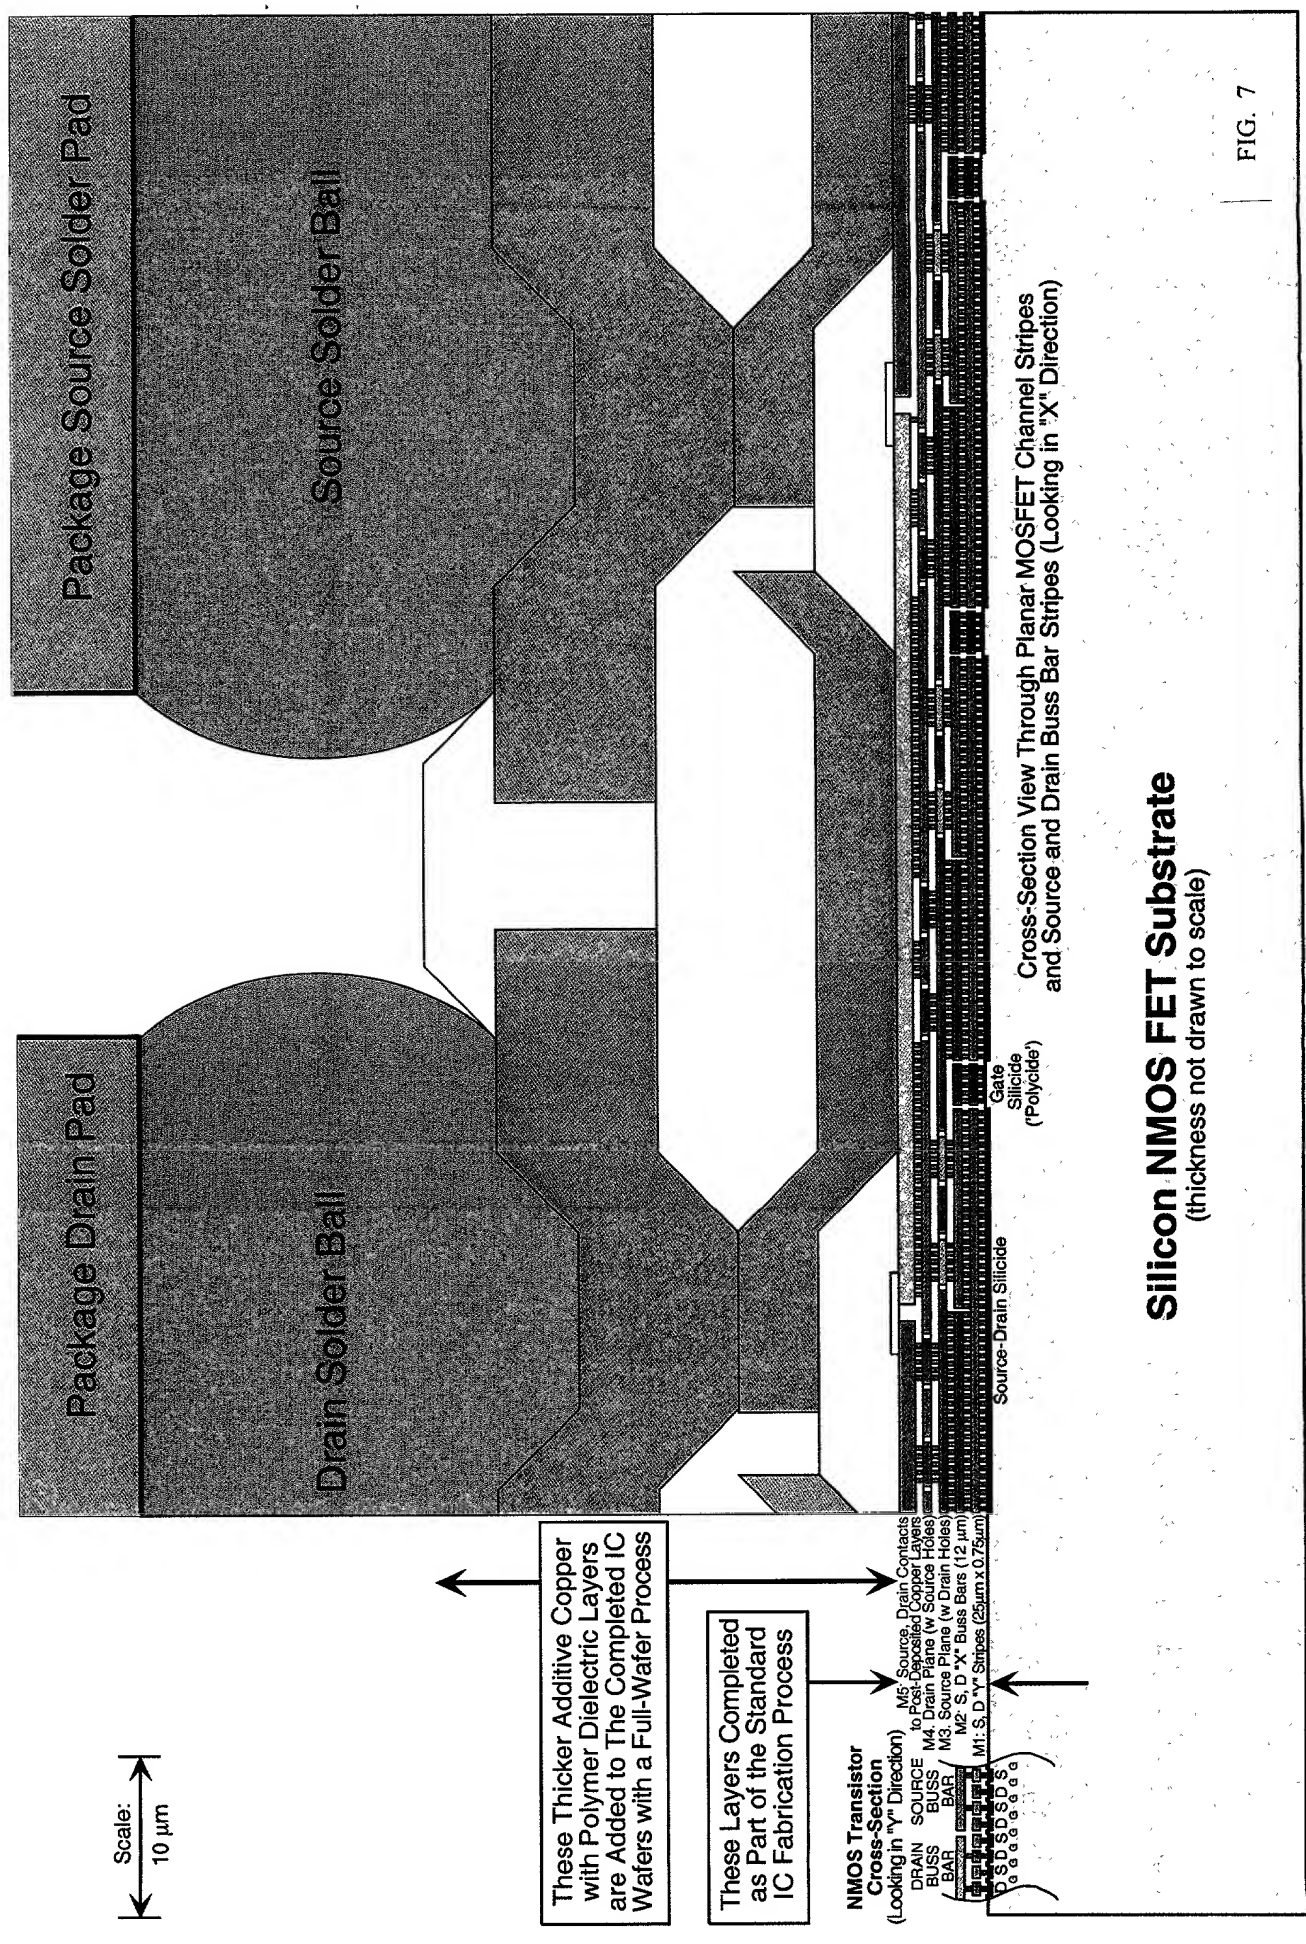 Scale:
10 µm
These Thicker Additive Copper
with Polymer Dielectric Layers
are Added to The Completed IC
Wafers with a Full-Wafer Process
These Layers Completed
as Part of the Standard
IC Fabrication Process
NMOS Transistor
Cross-Section
(Looking in "Y" Direction)
DRAIN SOURCE
BUSS BUSS
BAR BAR
D S D S D S D S
G G G G G G G
M5: Source, Drain Contacts
to Post-Deposited Copper Layers
M4. Drain Plane (w Source Holes)
M3. Source Plane (w Drain Holes)
M2: S, D "X" Buss Bars (12 µm)
M1: S, D "Y" Stripes (25µm x 0.75µm)
Package Drain Pad
Drain Solder Ball
Package Source Solder Pad
Source Solder Ball
Source-Drain Silicide
Gate
Silicide
('Polycide')
Cross-Section View Through Planar MOSFET Channel Stripes
and Source and Drain Buss Bar Stripes (Looking in "X" Direction)
Silicon NMOS FET Substrate
(thickness not drawn to scale)
FIG. 7